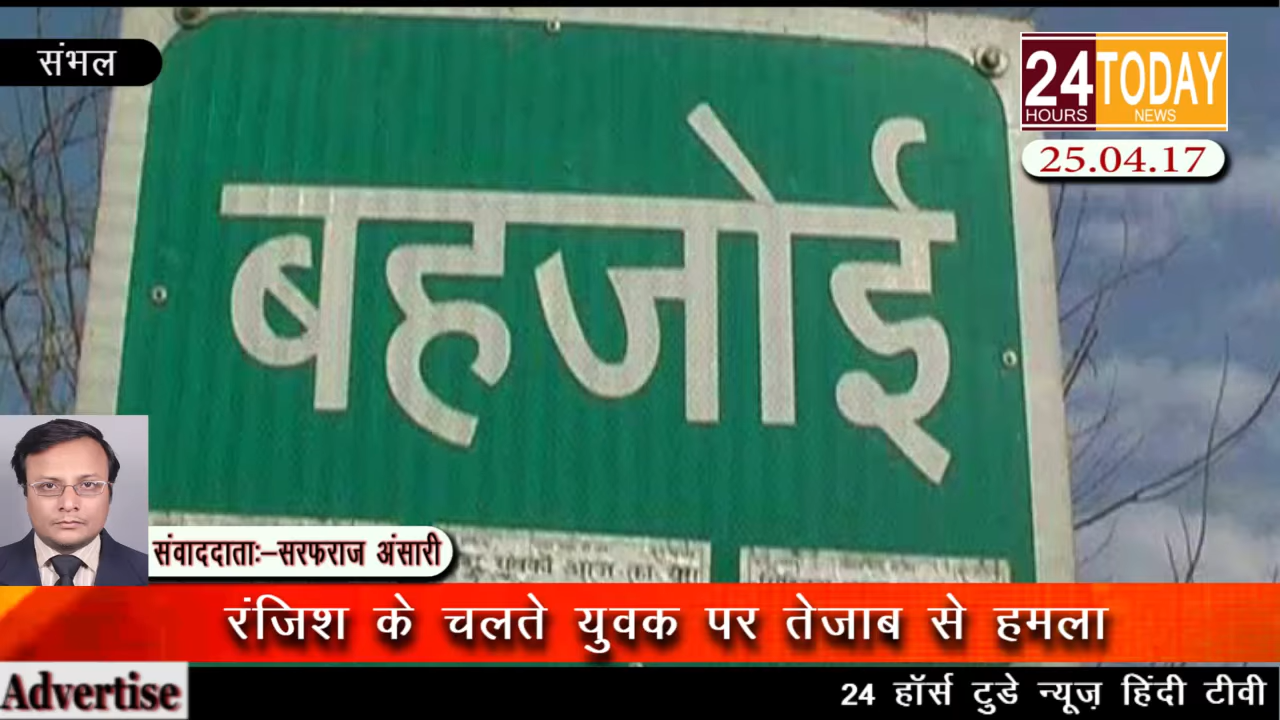 संभल
24 TODAY
HOURS NEWS
25.04.17
बहजोई
संवाददाताः–सरफराज अंसारी
रंजिश के चलते युवक पर तेजाब से हमला
Advertise
24 हॉर्स टुडे न्यूज़ हिंदी टीवी